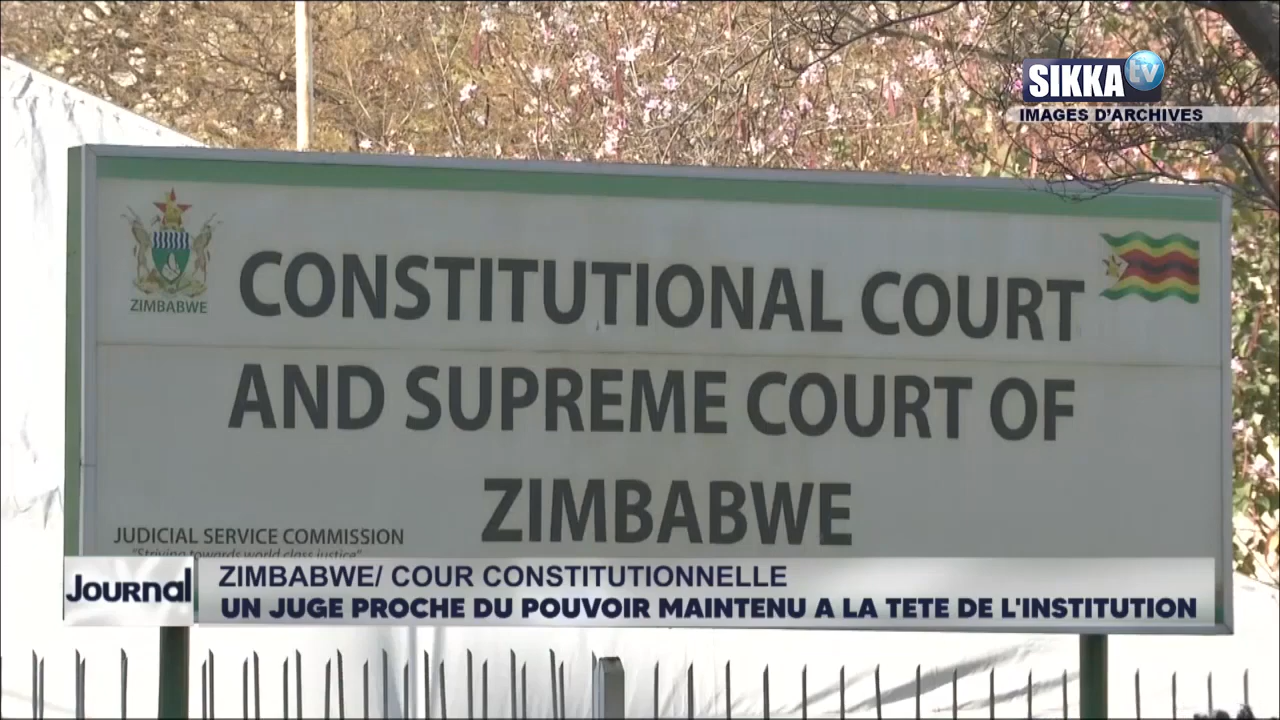 SIKKA tv
IMAGES D'ARCHIVES
ZIMBABWE
CONSTITUTIONAL COURT
AND SUPREME COURT OF
ZIMBABWE
JUDICIAL SERVICE COMMISSION
"Striving towards world class justice"
Journal
ZIMBABWE/ COUR CONSTITUTIONNELLE
UN JUGE PROCHE DU POUVOIR MAINTENU A LA TETE DE L'INSTITUTION